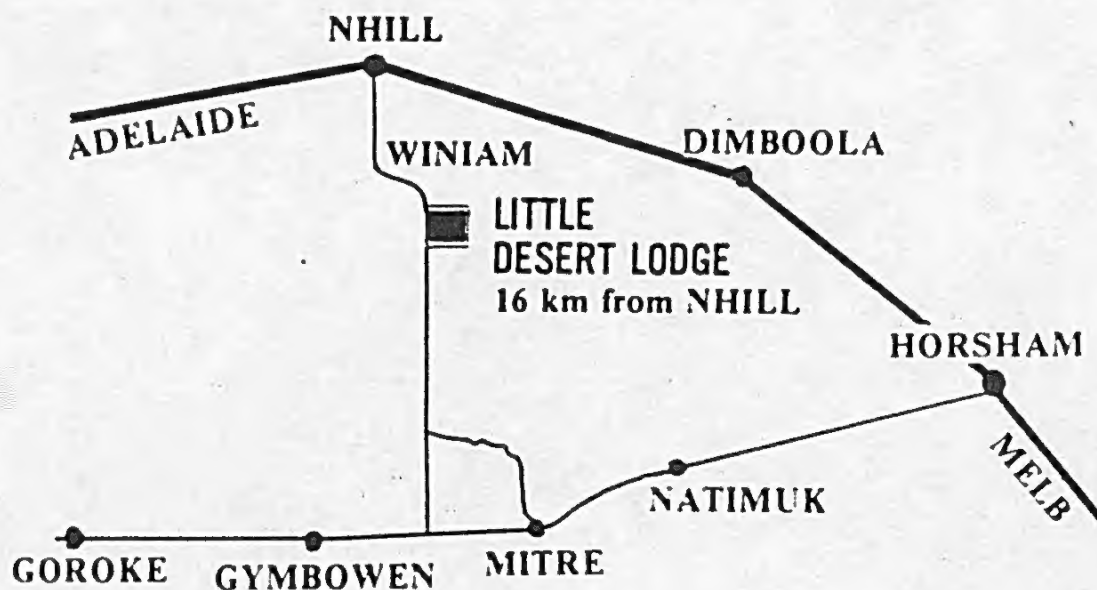 NHILL
ADELAIDE
WINIAM
DIMBOOLA
LITTLE
DESERT LODGE
16 km from NHILL
HORSHAM
MELB
NATIMUK
GOROKE
GYMBOWEN
MITRE